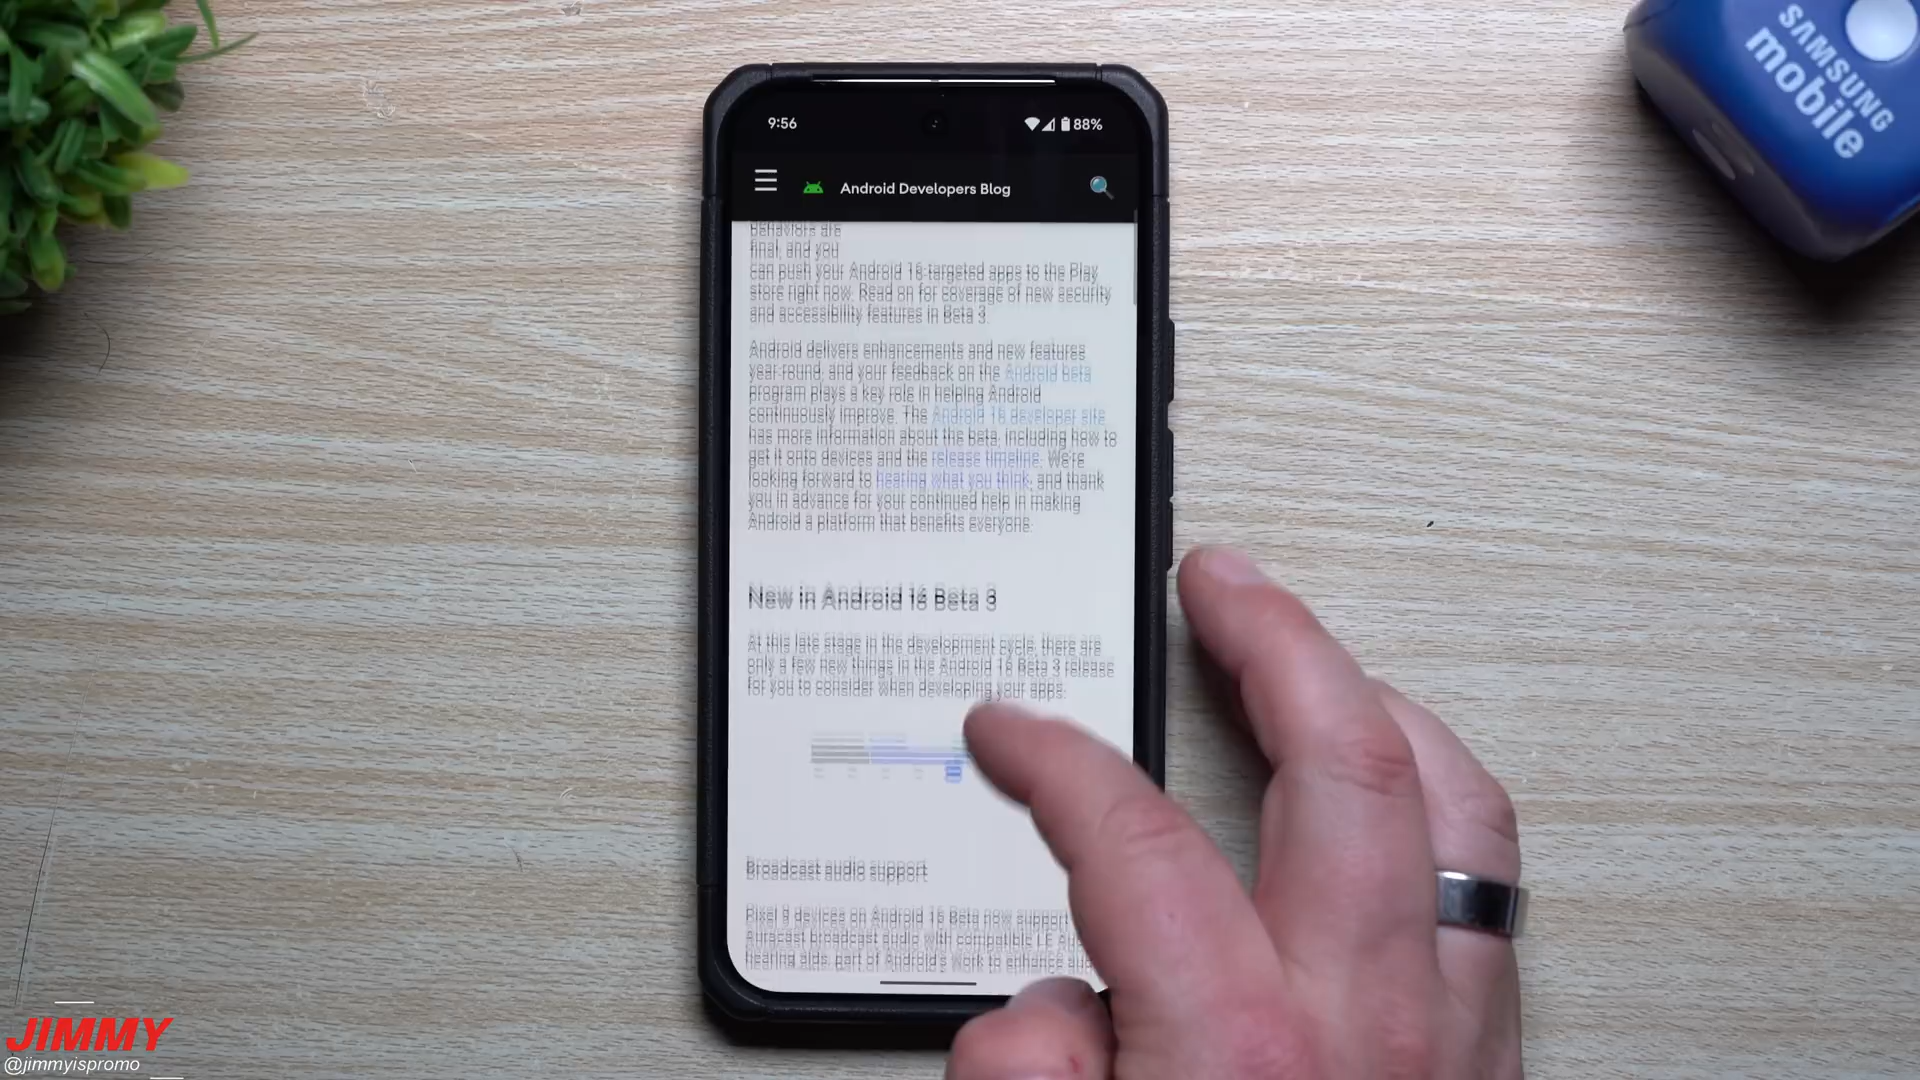 SAMSUNG
mobile
9:56
88%
Android Developers Blog
behaviors are
final, and you
can push your Android 16-targeted apps to the Play
store right now. Read on for coverage of new security
and accessibility features in Beta 3.
Android delivers enhancements and new features
year-round, and your feedback on the Android beta
program plays a key role in helping Android
continuously improve. The Android 16 developer site
has more information about the beta, including how to
get it onto devices and the release timeline. We're
looking forward to hearing what you think, and thank
you in advance for your continued help in making
Android a platform that benefits everyone.
New in Android 16 Beta 3
At this late stage in the development cycle, there are
only a few new things in the Android 16 Beta 3 release
for you to consider when developing your apps.
Broadcast audio support
Pixel 9 devices on Android 16 Beta now support
Auracast broadcast audio with compatible LE
hearing aids, part of Android's work to enhance
JIMMY
@jimmyispromo